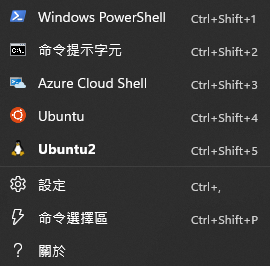 Windows PowerShell Ctrl+Shift+1
命令提示字元 Ctrl+Shift+2
Azure Cloud Shell Ctrl+Shift+3
Ubuntu Ctrl+Shift+4
Ubuntu2 Ctrl+Shift+5
設定 Ctrl+,
命令選擇區 Ctrl+Shift+P
關於